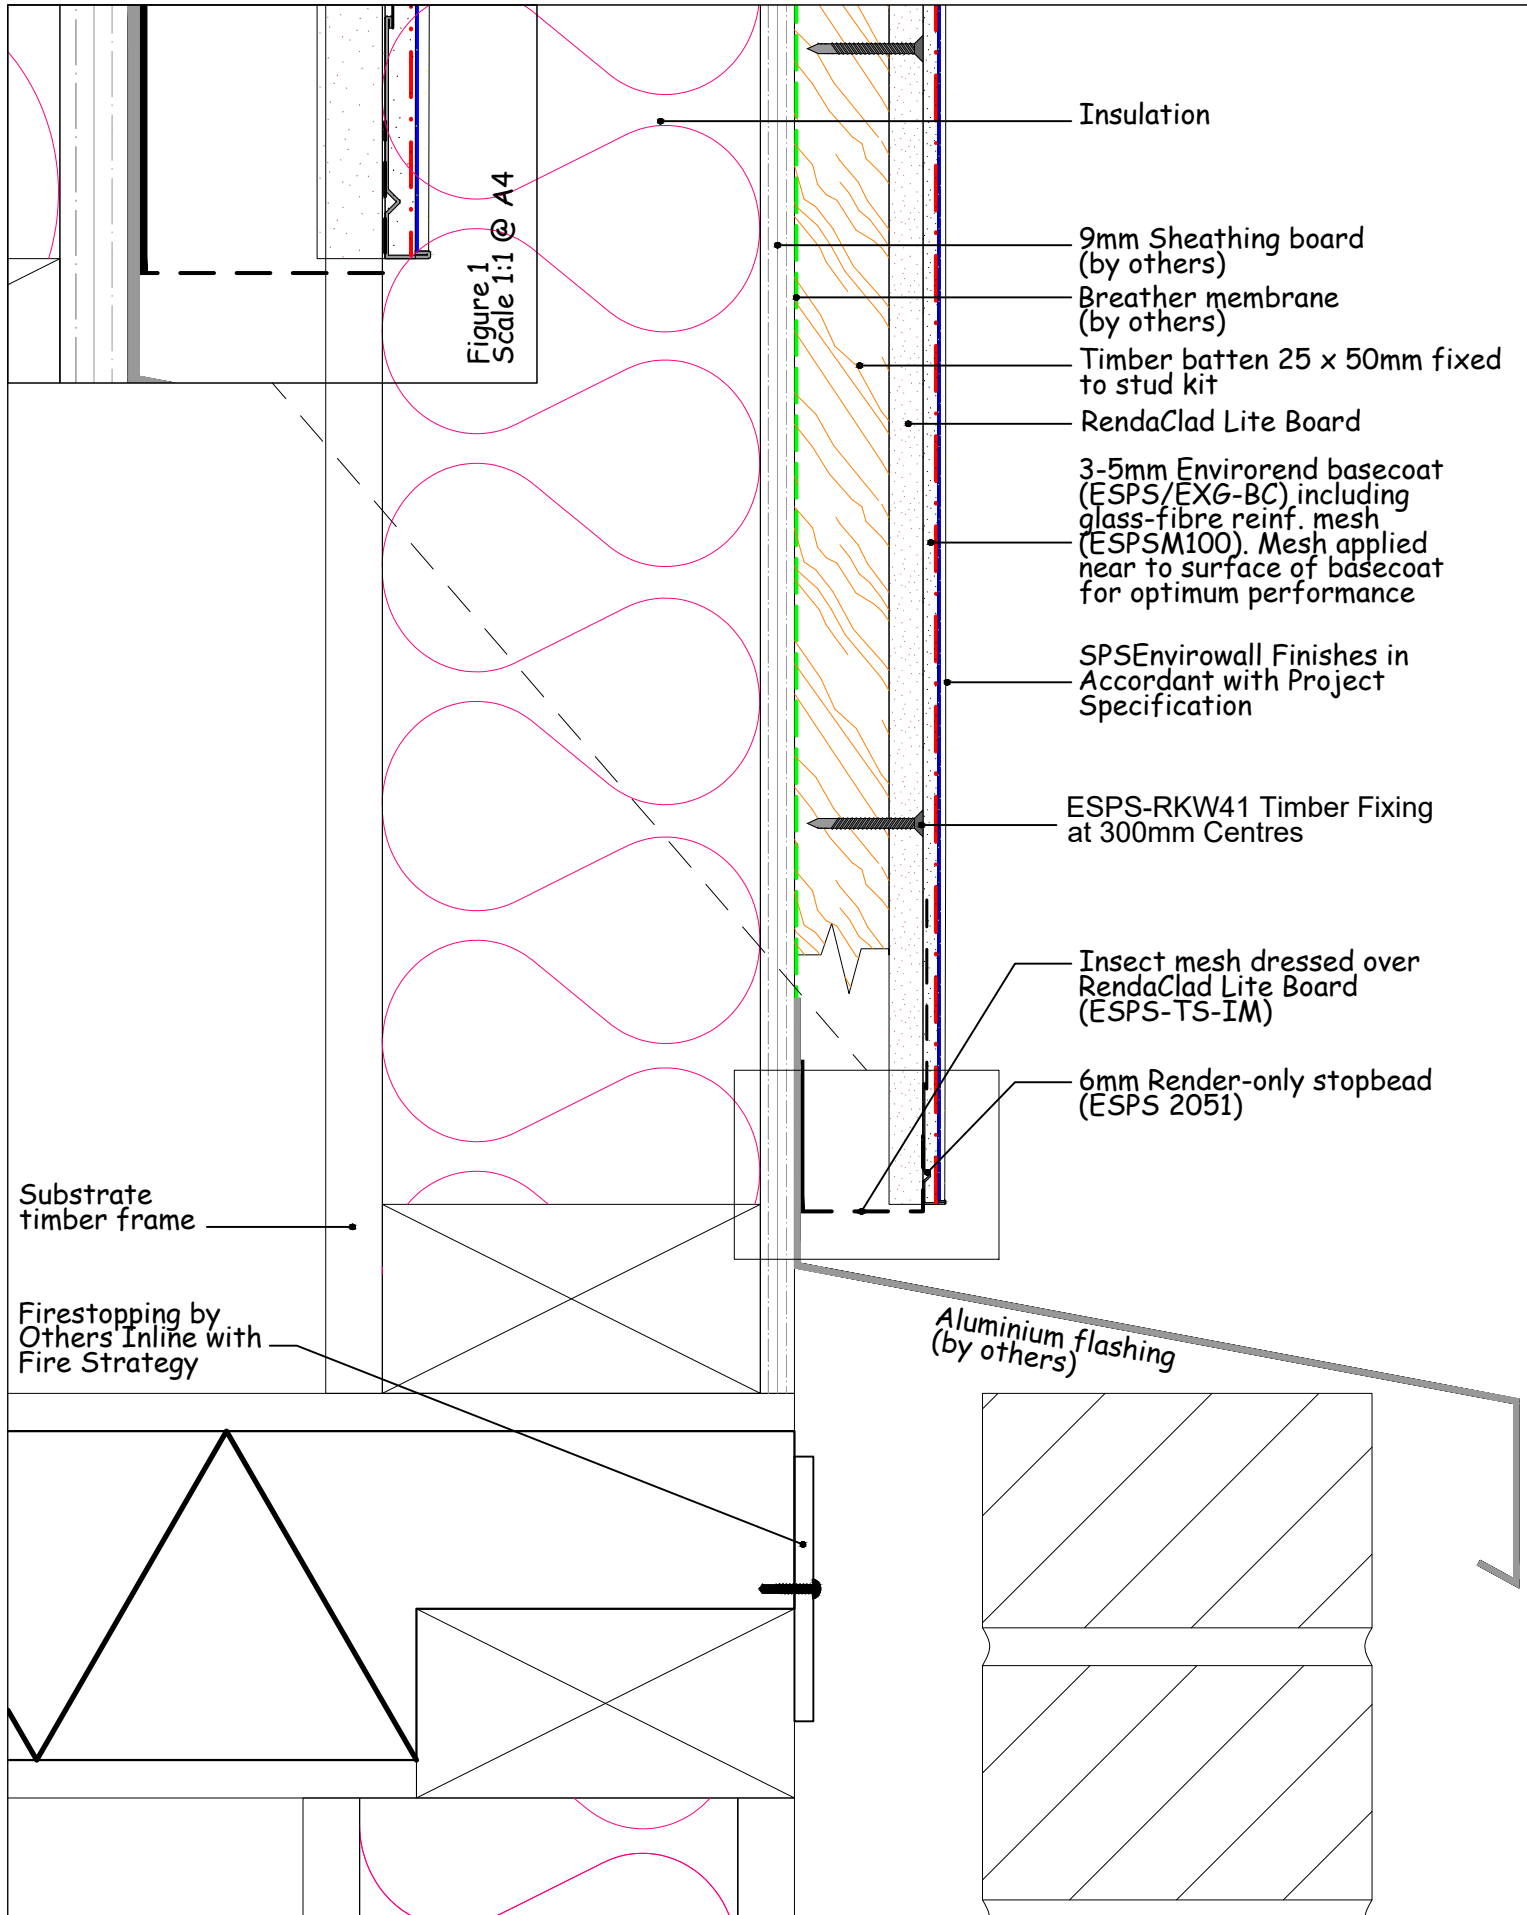 Insulation
9mm Sheathing board
(by others)
Breather membrane
(by others)
Timber batten 25 x 50mm fixed
to stud kit
RendaClad Lite Board
3-5mm Envirorend basecoat
(ESPS/EXG-BC) including
glass-fibre reinf. mesh
(ESPSM100). Mesh applied
near to surface of basecoat
for optimum performance
SPSEnvirowall Finishes in
Accordant with Project
Specification
ESPS-RKW41 Timber Fixing
at 300mm Centres
Insect mesh dressed over
RendaClad Lite Board
(ESPS-TS-IM)
6mm Render-only stopbead
(ESPS 2051)
Figure 1
Scale 1:1 @ A4
Substrate
timber frame
Firestopping by
Others Inline with
Fire Strategy
Aluminium flashing
(by others)